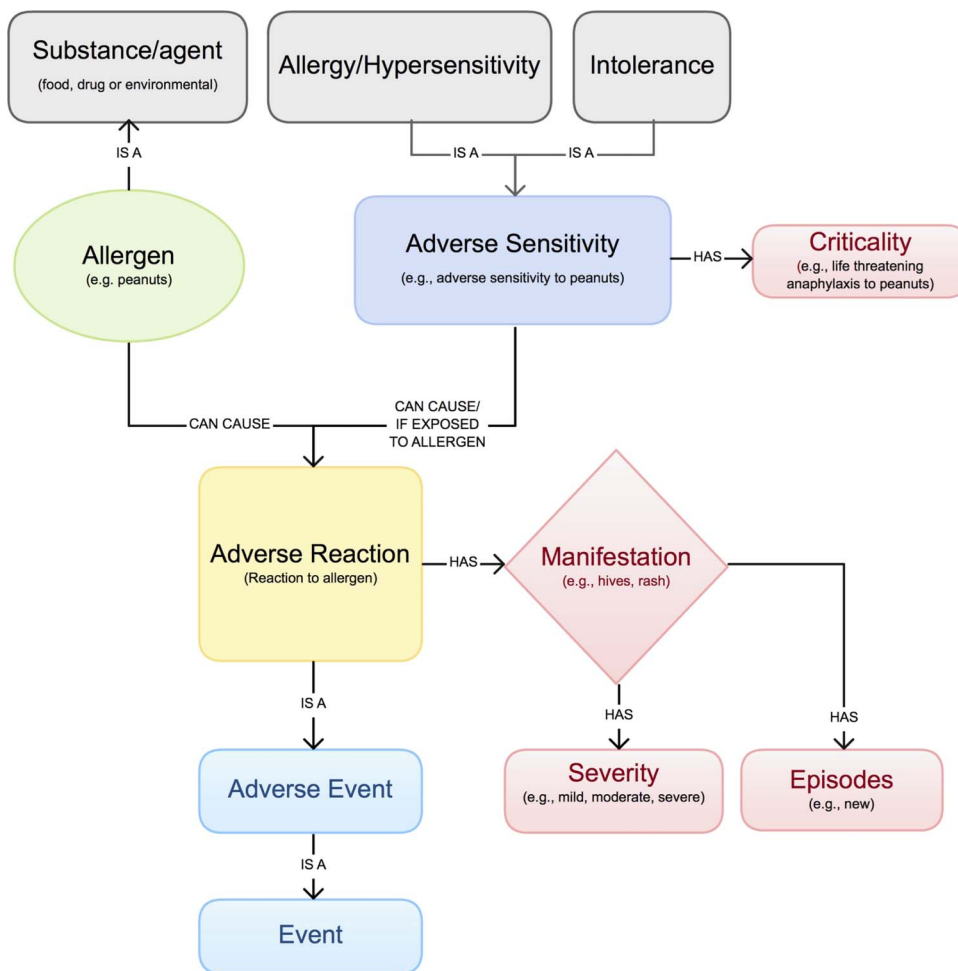 Substance/agent
(food, drug or environmental)
Allergy/Hypersensitivity
Intolerance
IS A
IS A
IS A
Allergen
(e.g. peanuts)
Adverse Sensitivity
(e.g., adverse sensitivity to peanuts)
HAS
Criticality
(e.g., life threatening
anaphylaxis to peanuts)
CAN CAUSE
CAN CAUSE/
IF EXPOSED
TO ALLERGEN
Adverse Reaction
(Reaction to allergen)
HAS
Manifestation
(e.g., hives, rash)
IS A
HAS
HAS
Adverse Event
Severity
(e.g., mild, moderate, severe)
Episodes
(e.g., new)
IS A
Event